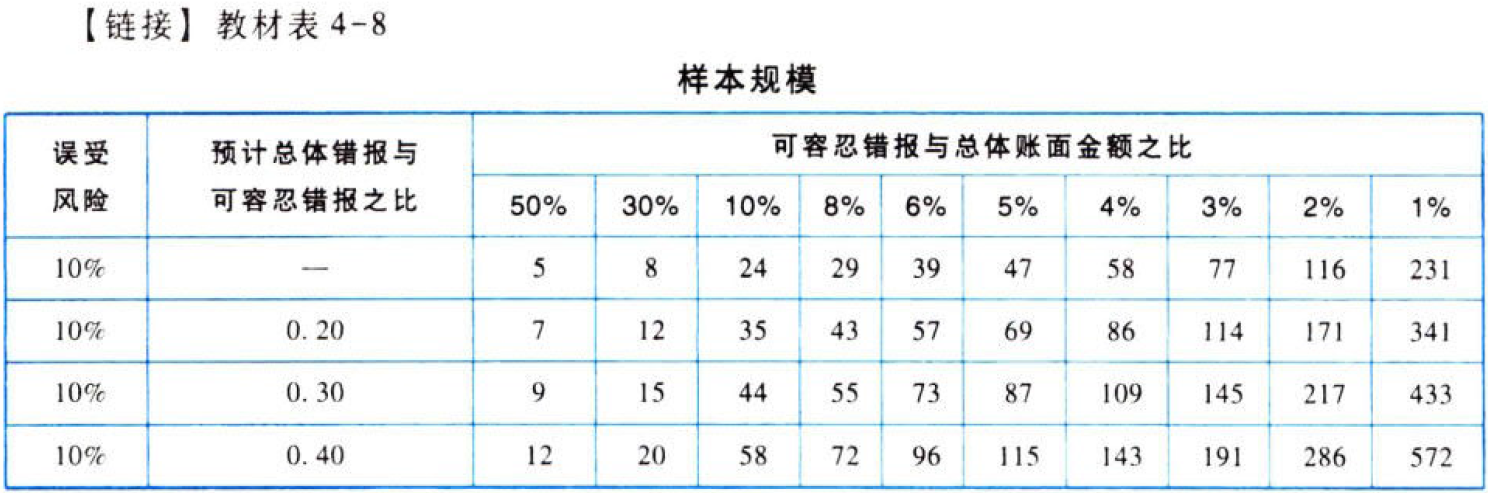 【链接】教材表 4-8
样本规模
误受风险 预计总体错报与可容忍错报之比 可容忍错报与总体账面金额之比
50% 30% 10% 8% 6% 5% 4% 3% 2% 1%
10% — 5 8 24 29 39 47 58 77 116 231
10% 0.20 7 12 35 43 57 69 86 114 171 341
10% 0.30 9 15 44 55 73 87 109 145 217 433
10% 0.40 12 20 58 72 96 115 143 191 286 572